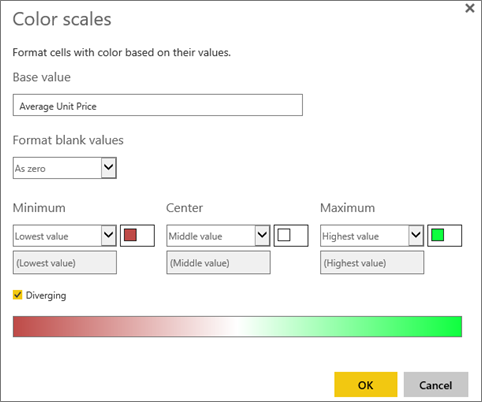 Color scales
Format cells with color based on their values.
Base value
Average Unit Price
Format blank values
As zero
Minimum Center Maximum
Lowest value Middle value Highest value
(Lowest value) (Middle value) (Highest value)
Diverging
OK Cancel